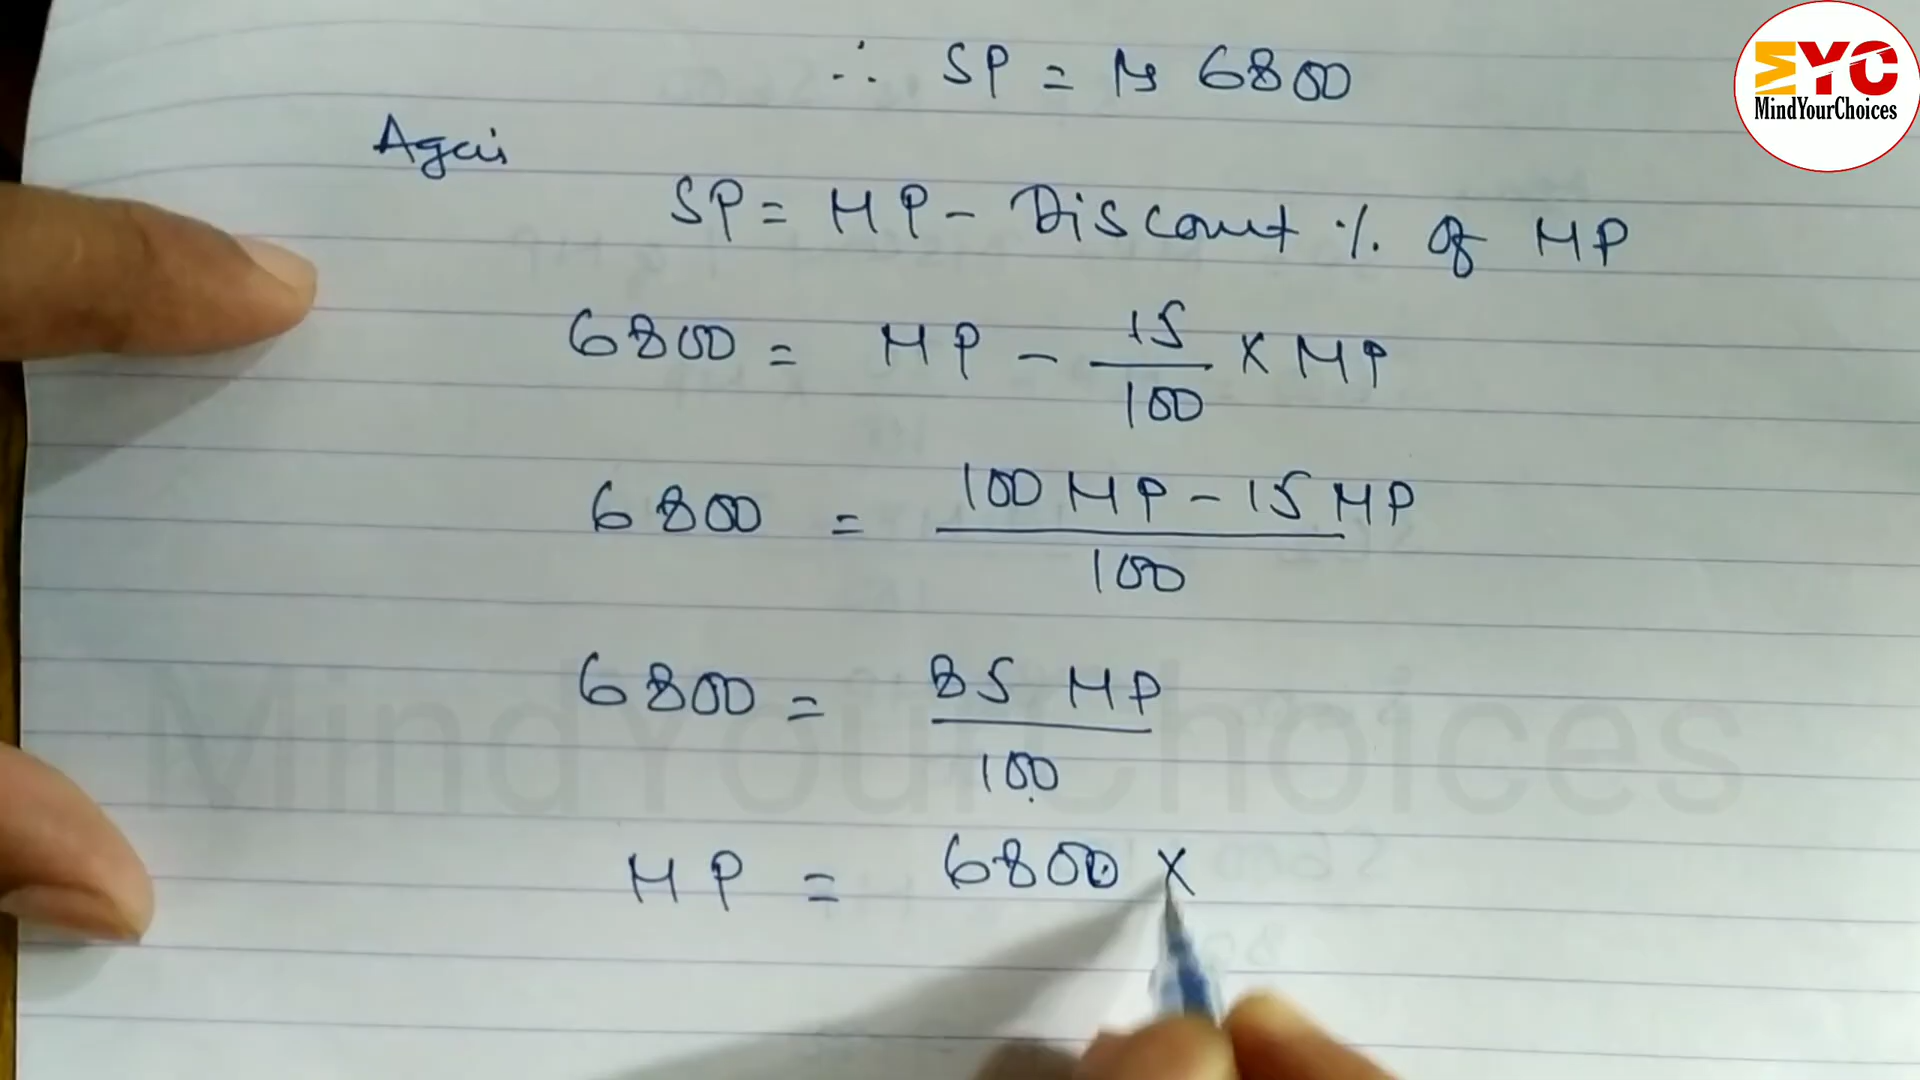 ∴ SP = Rs 6800
MYC
MindYourChoices
Again
SP = MP - Discount % of MP
6800 = MP - 15/100 × MP
6800 = 100 MP - 15 MP / 100
6800 = 85 MP / 100
MindYourChoices
MP = 6800 ×